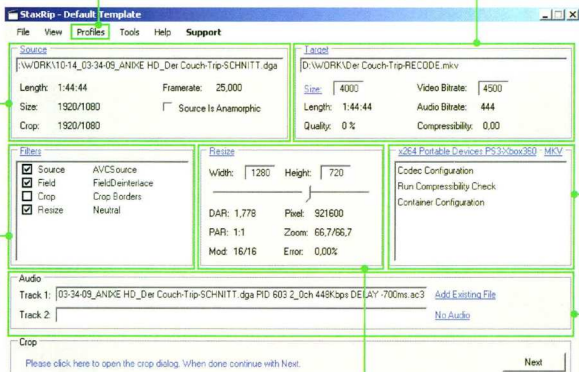 StaxRip - Default Template
File View Profiles Tools Help Support
Source
:\WORK\10-14_03-34-09_ANIXE HD_Der Couch-Trip-SCHNITT.dga
Length: 1:44:44 Framerate: 25,000
Size: 1920/1080 Source Is Anamorphic
Crop: 1920/1080
Target
D:\WORK\Der Couch-Trip-RECODE.mkv
Size: 4000 Video Bitrate: 4500
Length: 1:44:44 Audio Bitrate: 444
Quality: 0 % Compressibility: 0,00
Filters
Source AVCSource
Field FieldDeinterlace
Crop Crop Borders
Resize Neutral
Resize
Width: 1280 Height: 720
DAR: 1,778 Pixel: 921600
PAR: 1:1 Zoom: 66,7/66,7
Mod: 16/16 Error: 0,00%
x264 Portable Devices PS3-Xbox360 MKV
Codec Configuration
Run Compressibility Check
Container Configuration
Audio
Track 1: 03-34-09_ANIXE HD_Der Couch-Trip-SCHNITT.dga PID 603 2_0ch 448Kbps DELAY -700ms.ac3 Add Existing File
Track 2: No Audio
Crop
Please click here to open the crop dialog. When done continue with Next. Next